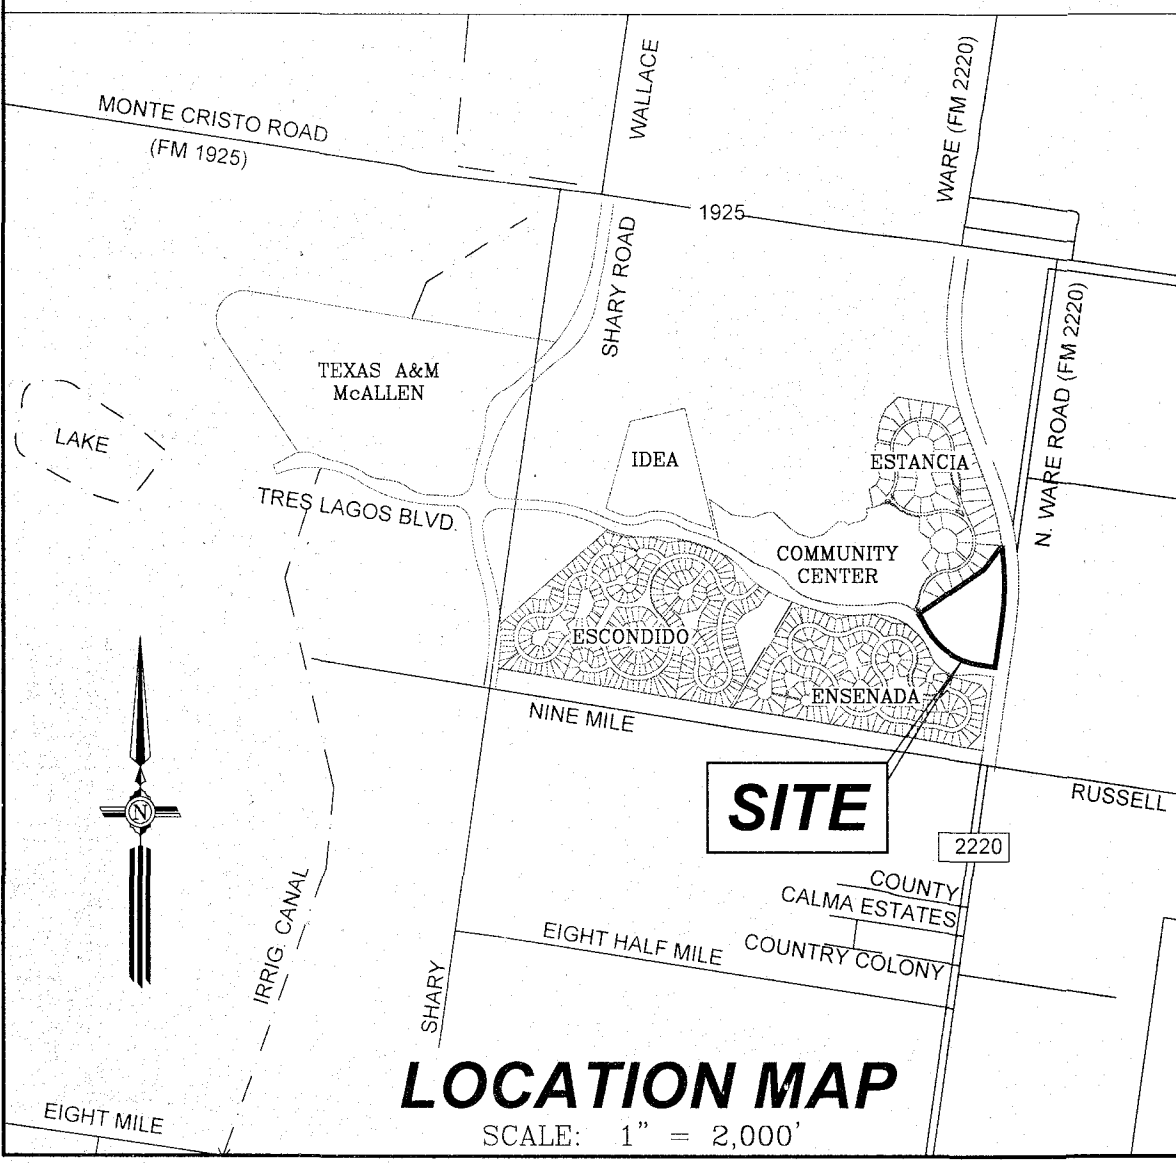 WALLACE
WARE (FM 2220)
MONTE CRISTO ROAD
(FM 1925)
1925
SHARY ROAD
N. WARE ROAD (FM 2220)
TEXAS A&M
McALLEN
LAKE
IDEA
ESTANCIA
TRES LAGOS BLVD.
COMMUNITY
CENTER
ESCONDIDO
ENSENADA
NINE MILE
RUSSELL
SITE
N
2220
COUNTY
CALMA ESTATES
COUNTRY COLONY
EIGHT HALF MILE
IRRIG. CANAL
SHARY
EIGHT MILE
LOCATION MAP
SCALE: 1" = 2,000'